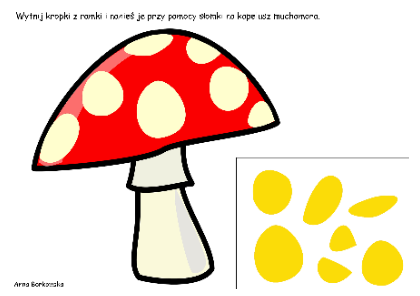 Wytnij kropki z ramki i nanieś je przy pomocy słomki na kapelusz muchomora.
Anna Borkowska